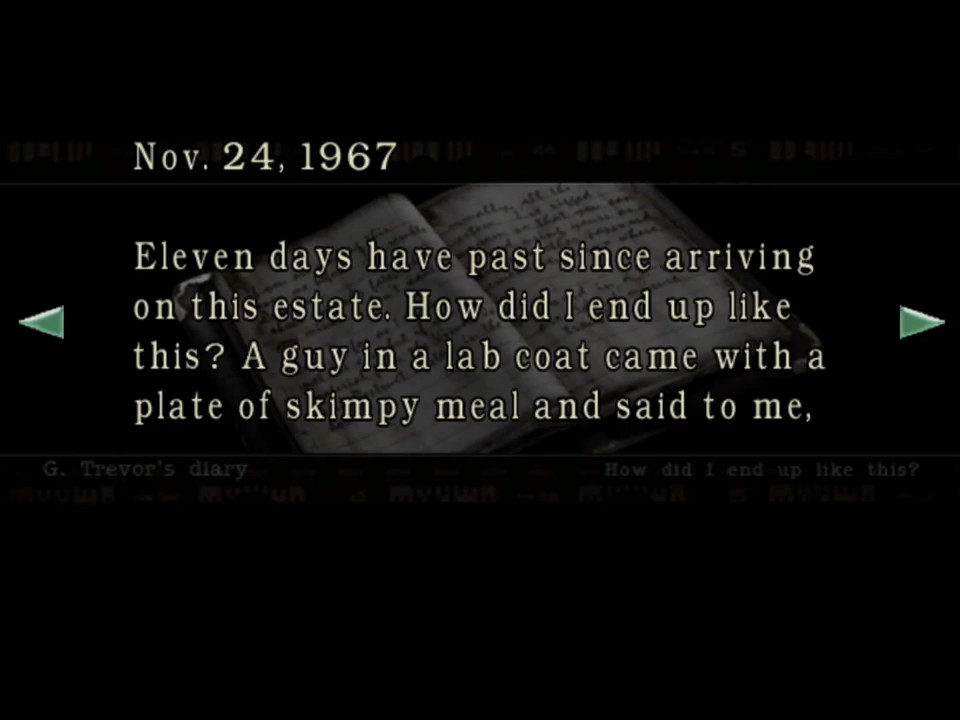 Nov. 24, 1967
Eleven days have past since arriving
on this estate. How did I end up like
this? A guy in a lab coat came with a
plate of skimpy meal and said to me,
G. Trevor's diary
How did I end up like this?